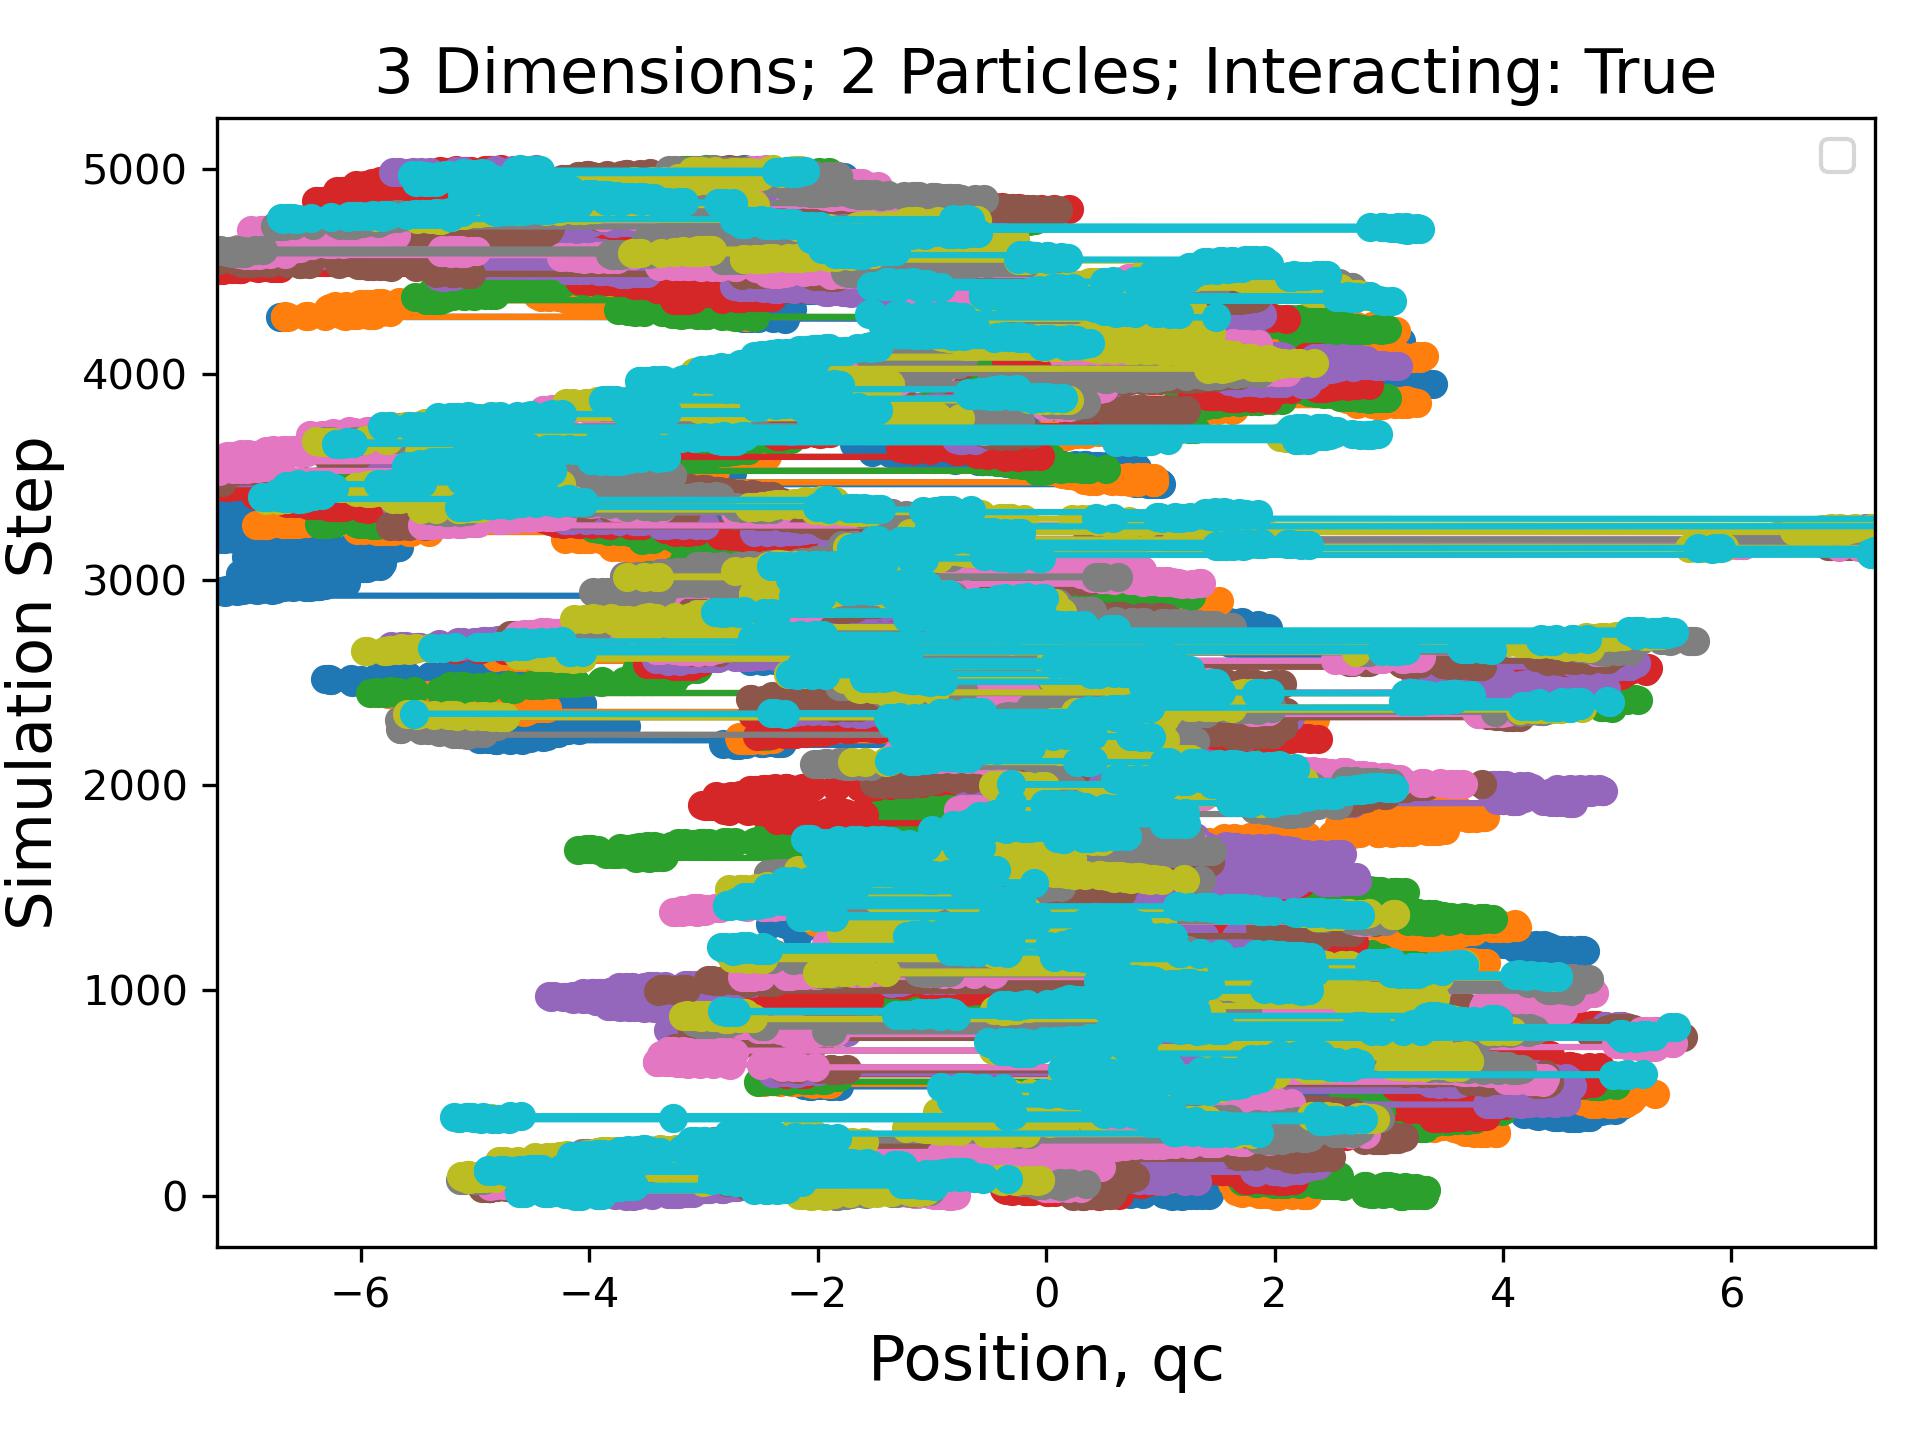 3 Dimensions; 2 Particles; Interacting: True
Simulation Step
5000
4000
3000
2000
1000
0
−6 −4 −2 0 2 4 6
Position, qc